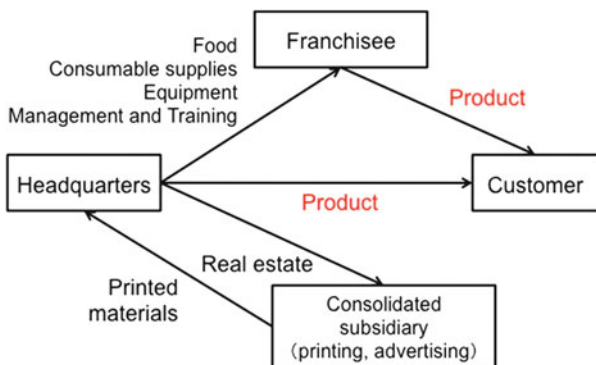 Food
Consumable supplies
Equipment
Management and Training
Franchisee
Product
Headquarters
Product
Customer
Real estate
Printed
materials
Consolidated
subsidiary
（printing, advertising）